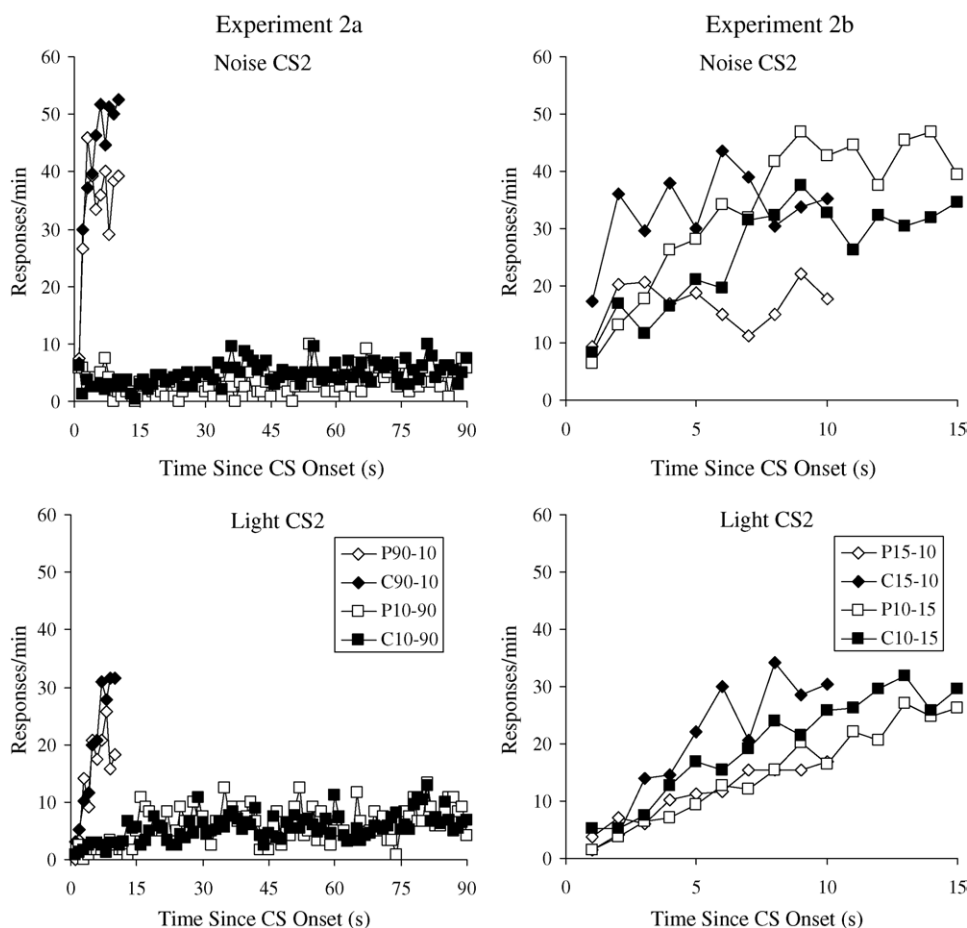 Experiment 2a
Experiment 2b
Noise CS2
60
50
40
30
20
10
0
Responses/min
0 15 30 45 60 75 90
Time Since CS Onset (s)
Noise CS2
60
50
40
30
20
10
0
Responses/min
0 5 10 15
Time Since CS Onset (s)
Light CS2
60
50
40
30
20
10
0
Responses/min
P90-10
C90-10
P10-90
C10-90
0 15 30 45 60 75 90
Time Since CS Onset (s)
Light CS2
60
50
40
30
20
10
0
Responses/min
P15-10
C15-10
P10-15
C10-15
0 5 10 15
Time Since CS Onset (s)